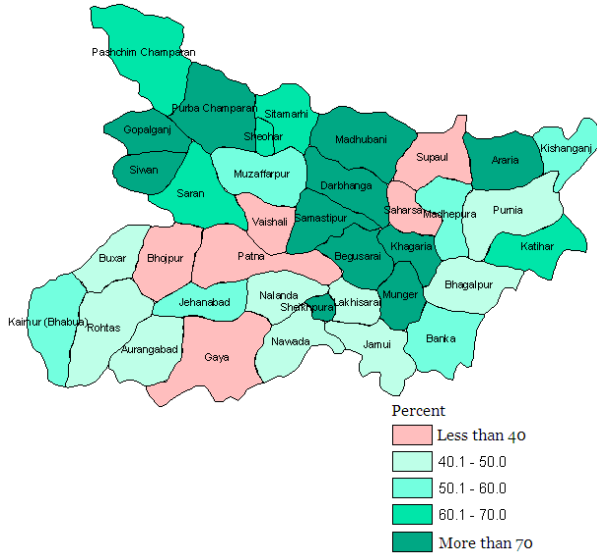 Pashchim Champaran
Purba Champaran
Sitamarhi
Gopalganj
Sheohar
Madhubani
Kishanganj
Supaul
Araria
Siwan
Muzaffarpur
Darbhanga
Saran
Saharsa
Madhepura
Purnia
Vaishali
Samastipur
Khagaria
Katihar
Buxar
Bhojpur
Patna
Begusarai
Bhagalpur
Jehanabad
Nalanda
Munger
Sheikhpura
Lakhisarai
Kaimur (Bhabua)
Rohtas
Banka
Aurangabad
Gaya
Nawada
Jamui
Percent
Less than 40
40.1 - 50.0
50.1 - 60.0
60.1 - 70.0
More than 70